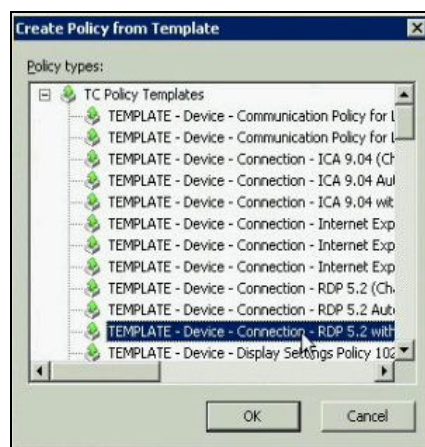 Create Policy from Template
Policy types:
TC Policy Templates
TEMPLATE - Device - Communication Policy for
TEMPLATE - Device - Communication Policy for
TEMPLATE - Device - Connection - ICA 9.04 (Ch
TEMPLATE - Device - Connection - ICA 9.04 Au
TEMPLATE - Device - Connection - ICA 9.04 wit
TEMPLATE - Device - Connection - Internet Exp
TEMPLATE - Device - Connection - Internet Exp
TEMPLATE - Device - Connection - Internet Exp
TEMPLATE - Device - Connection - RDP 5.2 (Ch
TEMPLATE - Device - Connection - RDP 5.2 Aut
TEMPLATE - Device - Connection - RDP 5.2 with
TEMPLATE - Device - Display Settings Policy 102
OK
Cancel